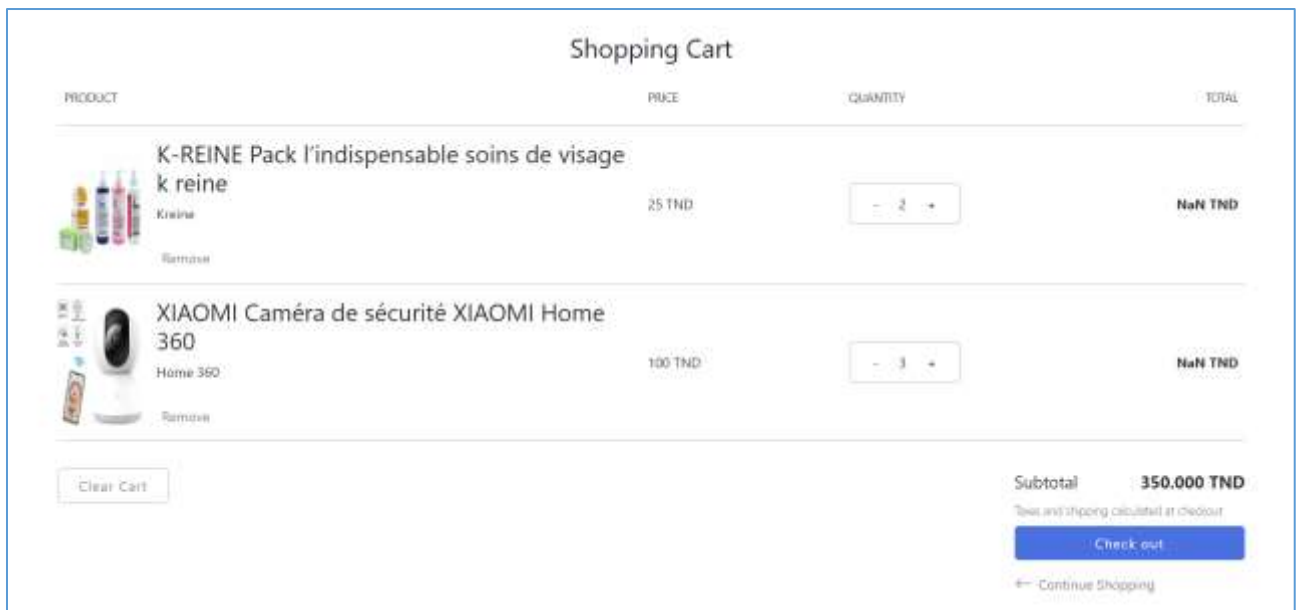 Shopping Cart
PRODUCT PRICE QUANTITY TOTAL
K-REINE Pack l'indispensable soins de visage
k reine
Kreine
25 TND - 2 + NaN TND
Remove
XIAOMI Caméra de sécurité XIAOMI Home
360
Home 360
100 TND - 3 + NaN TND
Remove
Clear Cart
Subtotal 350.000 TND
Taxes and shipping calculated at checkout
Check out
← Continue Shopping